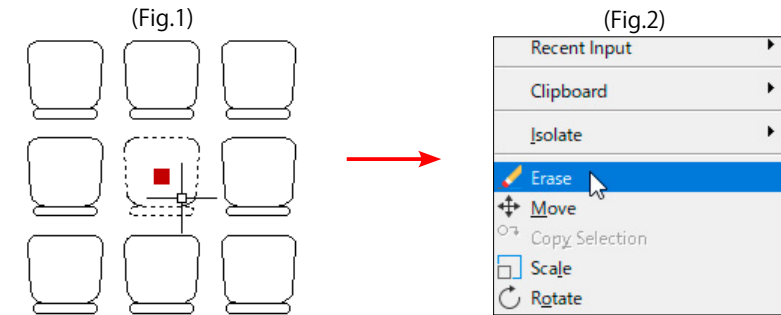 (Fig.1)
(Fig.2)
Recent Input
Clipboard
Isolate
Erase
Move
Copy Selection
Scale
Rotate